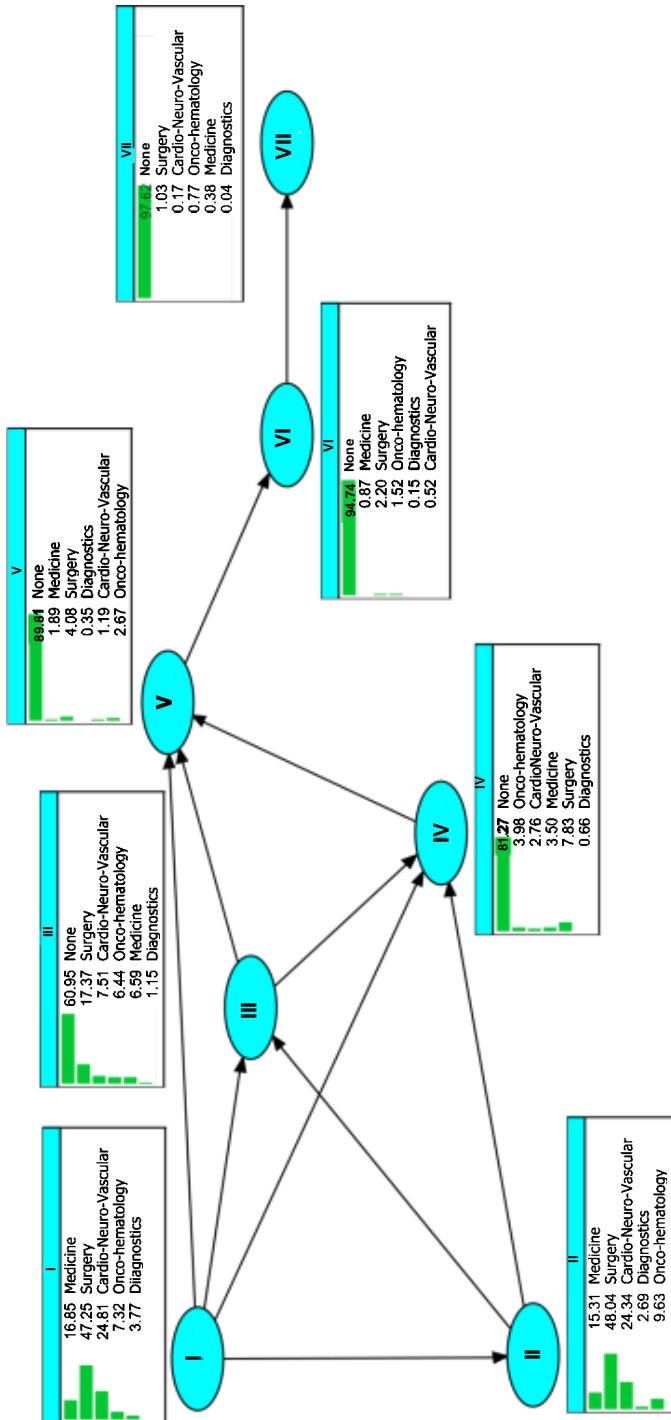 I
16.85 Medicine
47.25 Surgery
24.81 Cardio-Neuro-Vascular
7.32 Onco-hematology
3.77 Diiagnostics
III
60.95 None
17.37 Surgery
7.51 Cardio-Neuro-Vascular
6.44 Onco-hematology
6.59 Medicine
1.15 Diagnostics
V
89.81 None
1.89 Medicine
4.08 Surgery
0.35 Diagnostics
1.19 Cardio-Neuro-Vascular
2.67 Onco-hematology
VII
97.62 None
1.03 Surgery
0.17 Cardio-Neuro-Vascular
0.77 Onco-hematology
0.38 Medicine
0.04 Diagnostics
I
III
V
VI
VII
IV
II
VI
94.74 None
0.87 Medicine
2.20 Surgery
1.52 Onco-hematology
0.15 Diagnostics
0.52 Cardio-Neuro-Vascular
IV
81.27 None
3.98 Onco-hematology
2.76 CardioNeuro-Vascular
3.50 Medicine
7.83 Surgery
0.66 Diagnostics
II
15.31 Medicine
48.04 Surgery
24.34 Cardio-Neuro-Vascular
2.69 Diagnostics
9.63 Onco-hematology